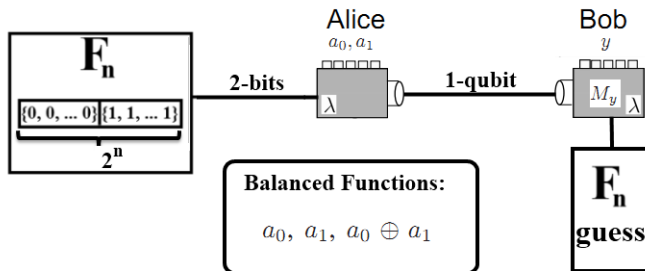 Alice
Bob
a₀, a₁
y
Fₙ
2-bits
1-qubit
λ
M_y
λ
{0, 0, ... 0} {1, 1, ... 1}
2ⁿ
Balanced Functions:
a₀, a₁, a₀ ⊕ a₁
Fₙ
guess